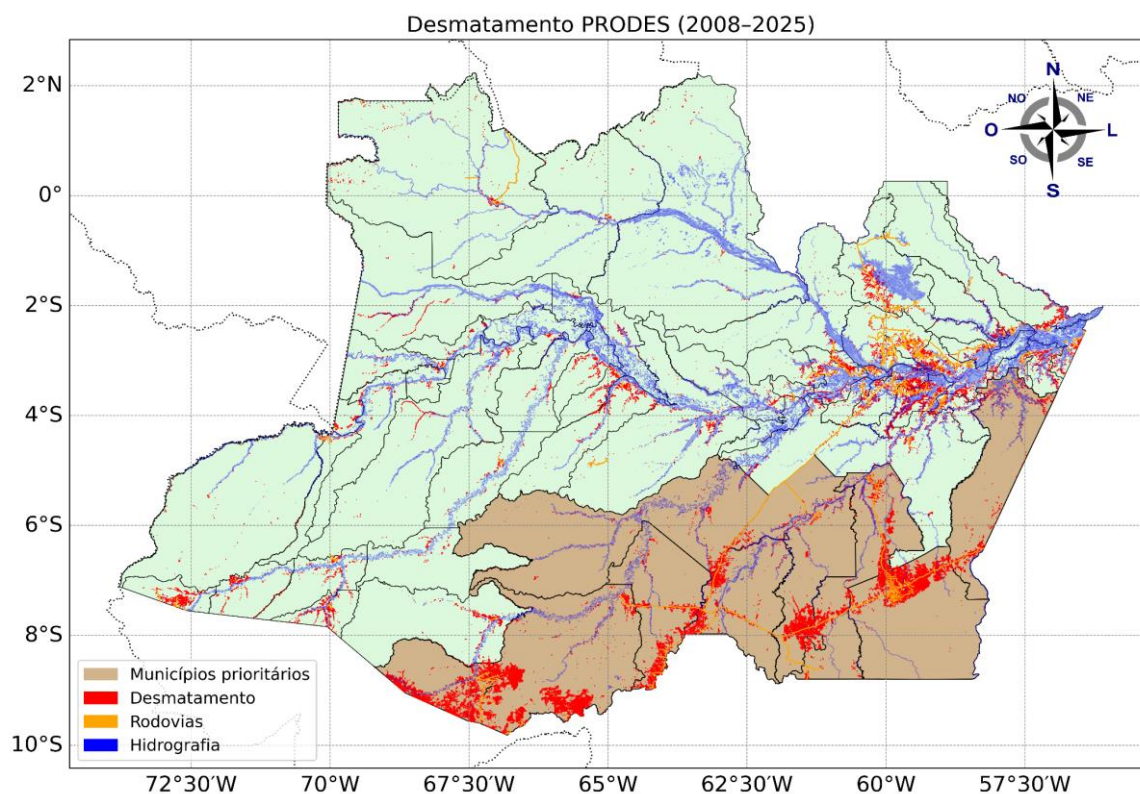 Desmatamento PRODES (2008–2025)
N
NO NE
O L
SO SE
S
2°N
0°
2°S
4°S
6°S
8°S
10°S
72°30'W 70°W 67°30'W 65°W 62°30'W 60°W 57°30'W
Municípios prioritários
Desmatamento
Rodovias
Hidrografia